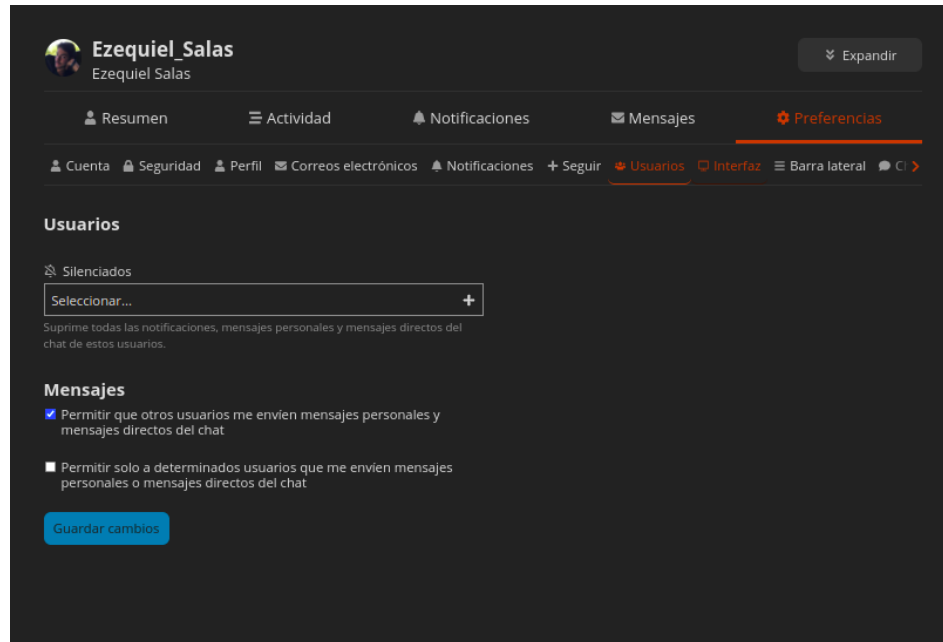 Ezequiel_Salas
Ezequiel Salas
Expandir
Resumen Actividad Notificaciones Mensajes Preferencias
Cuenta Seguridad Perfil Correos electrónicos Notificaciones Seguir Usuarios Interfaz Barra lateral
Usuarios
Silenciados
Seleccionar...
Suprime todas las notificaciones, mensajes personales y mensajes directos del
chat de estos usuarios.
Mensajes
Permitir que otros usuarios me envíen mensajes personales y
mensajes directos del chat
Permitir solo a determinados usuarios que me envíen mensajes
personales o mensajes directos del chat
Guardar cambios